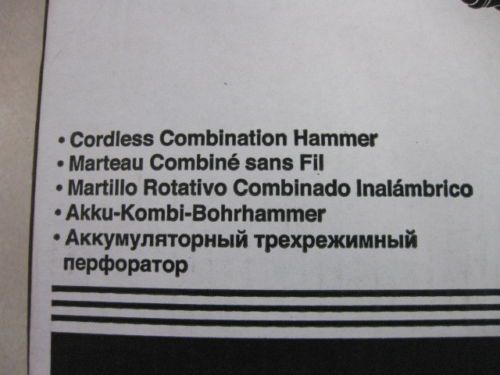 • Cordless Combination Hammer
• Marteau Combiné sans Fil
• Martillo Rotativo Combinado Inalámbrico
• Akku-Kombi-Bohrhammer
• Аккумуляторный трехрежимный
перфоратор